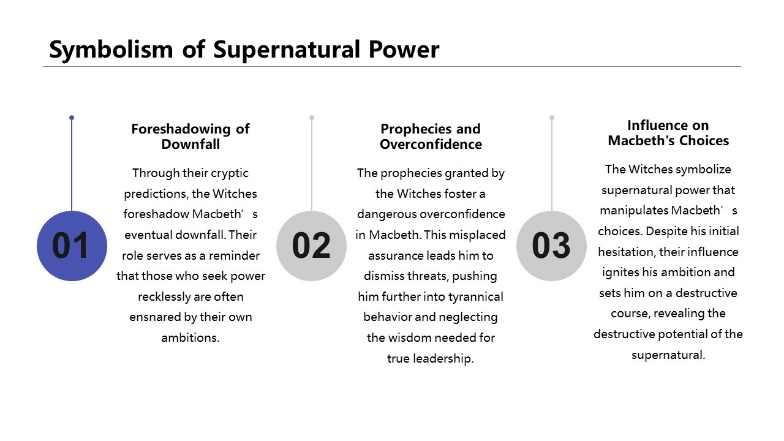 Symbolism of Supernatural Power
01
Foreshadowing of
Downfall
Through their cryptic
predictions, the Witches
foreshadow Macbeth’ s
eventual downfall. Their
role serves as a reminder
that those who seek power
recklessly are often
ensnared by their own
ambitions.
02
Prophecies and
Overconfidence
The prophecies granted by
the Witches foster a
dangerous overconfidence
in Macbeth. This misplaced
assurance leads him to
dismiss threats, pushing
him further into tyrannical
behavior and neglecting
the wisdom needed for
true leadership.
03
Influence on
Macbeth's Choices
The Witches symbolize
supernatural power that
manipulates Macbeth’ s
choices. Despite his initial
hesitation, their influence
ignites his ambition and
sets him on a destructive
course, revealing the
destructive potential of the
supernatural.